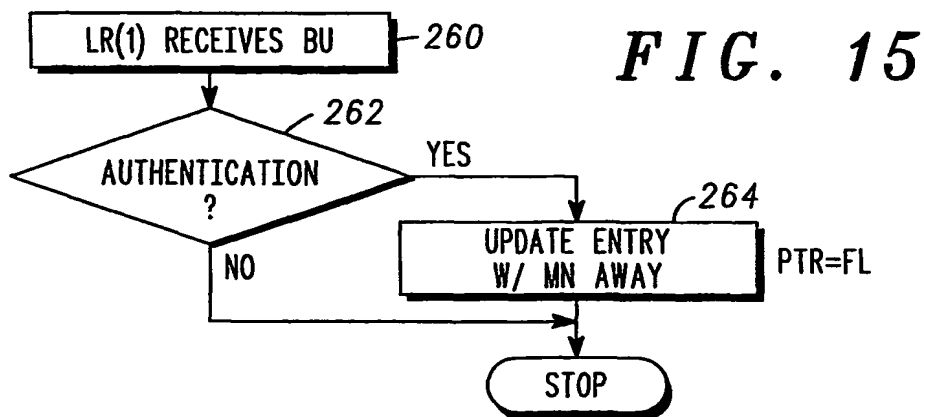 LR(1) RECEIVES BU
260
FIG. 15
262
AUTHENTICATION
?
YES
NO
264
UPDATE ENTRY
W/ MN AWAY
PTR=FL
STOP